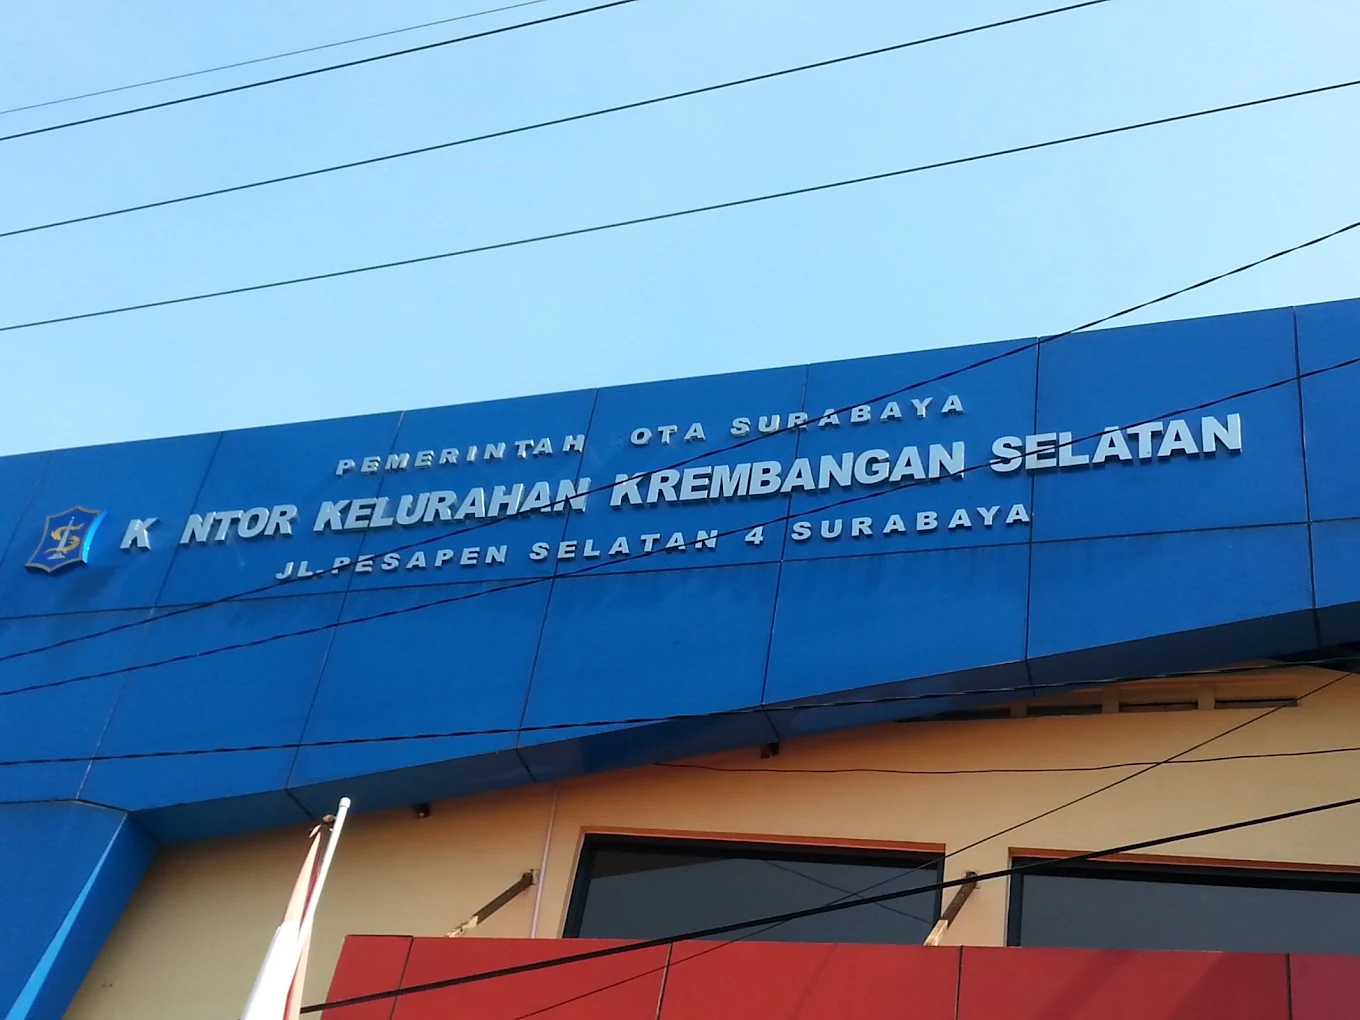 PEMERINTAH OTA SURABAYA
K NTOR KELURAHAN KREMBANGAN SELATAN
JL. PESAPEN SELATAN 4 SURABAYA